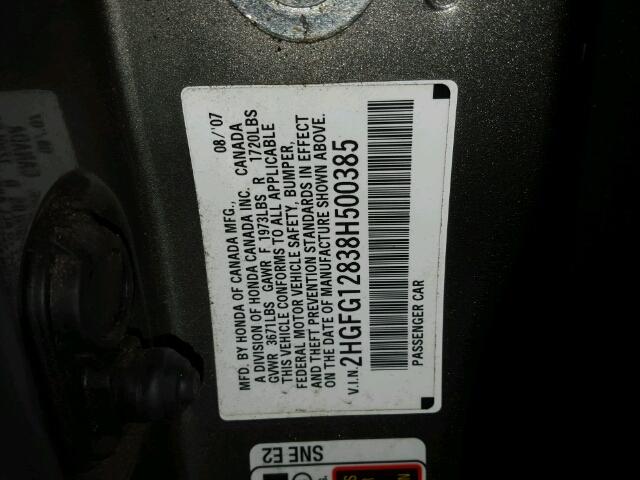 MFD. BY HONDA OF CANADA MFG., 08/'07
A DIVISION OF HONDA CANADA INC. CANADA
GVWR 3671LBS GAWR F 1973LBS R 1720LBS
THIS VEHICLE CONFORMS TO ALL APPLICABLE
FEDERAL MOTOR VEHICLE SAFETY, BUMPER,
AND THEFT PREVENTION STANDARDS IN EFFECT
ON THE DATE OF MANUFACTURE SHOWN ABOVE.
V.I.N. 2HGFG12838H500385
PASSENGER CAR
SNE E2